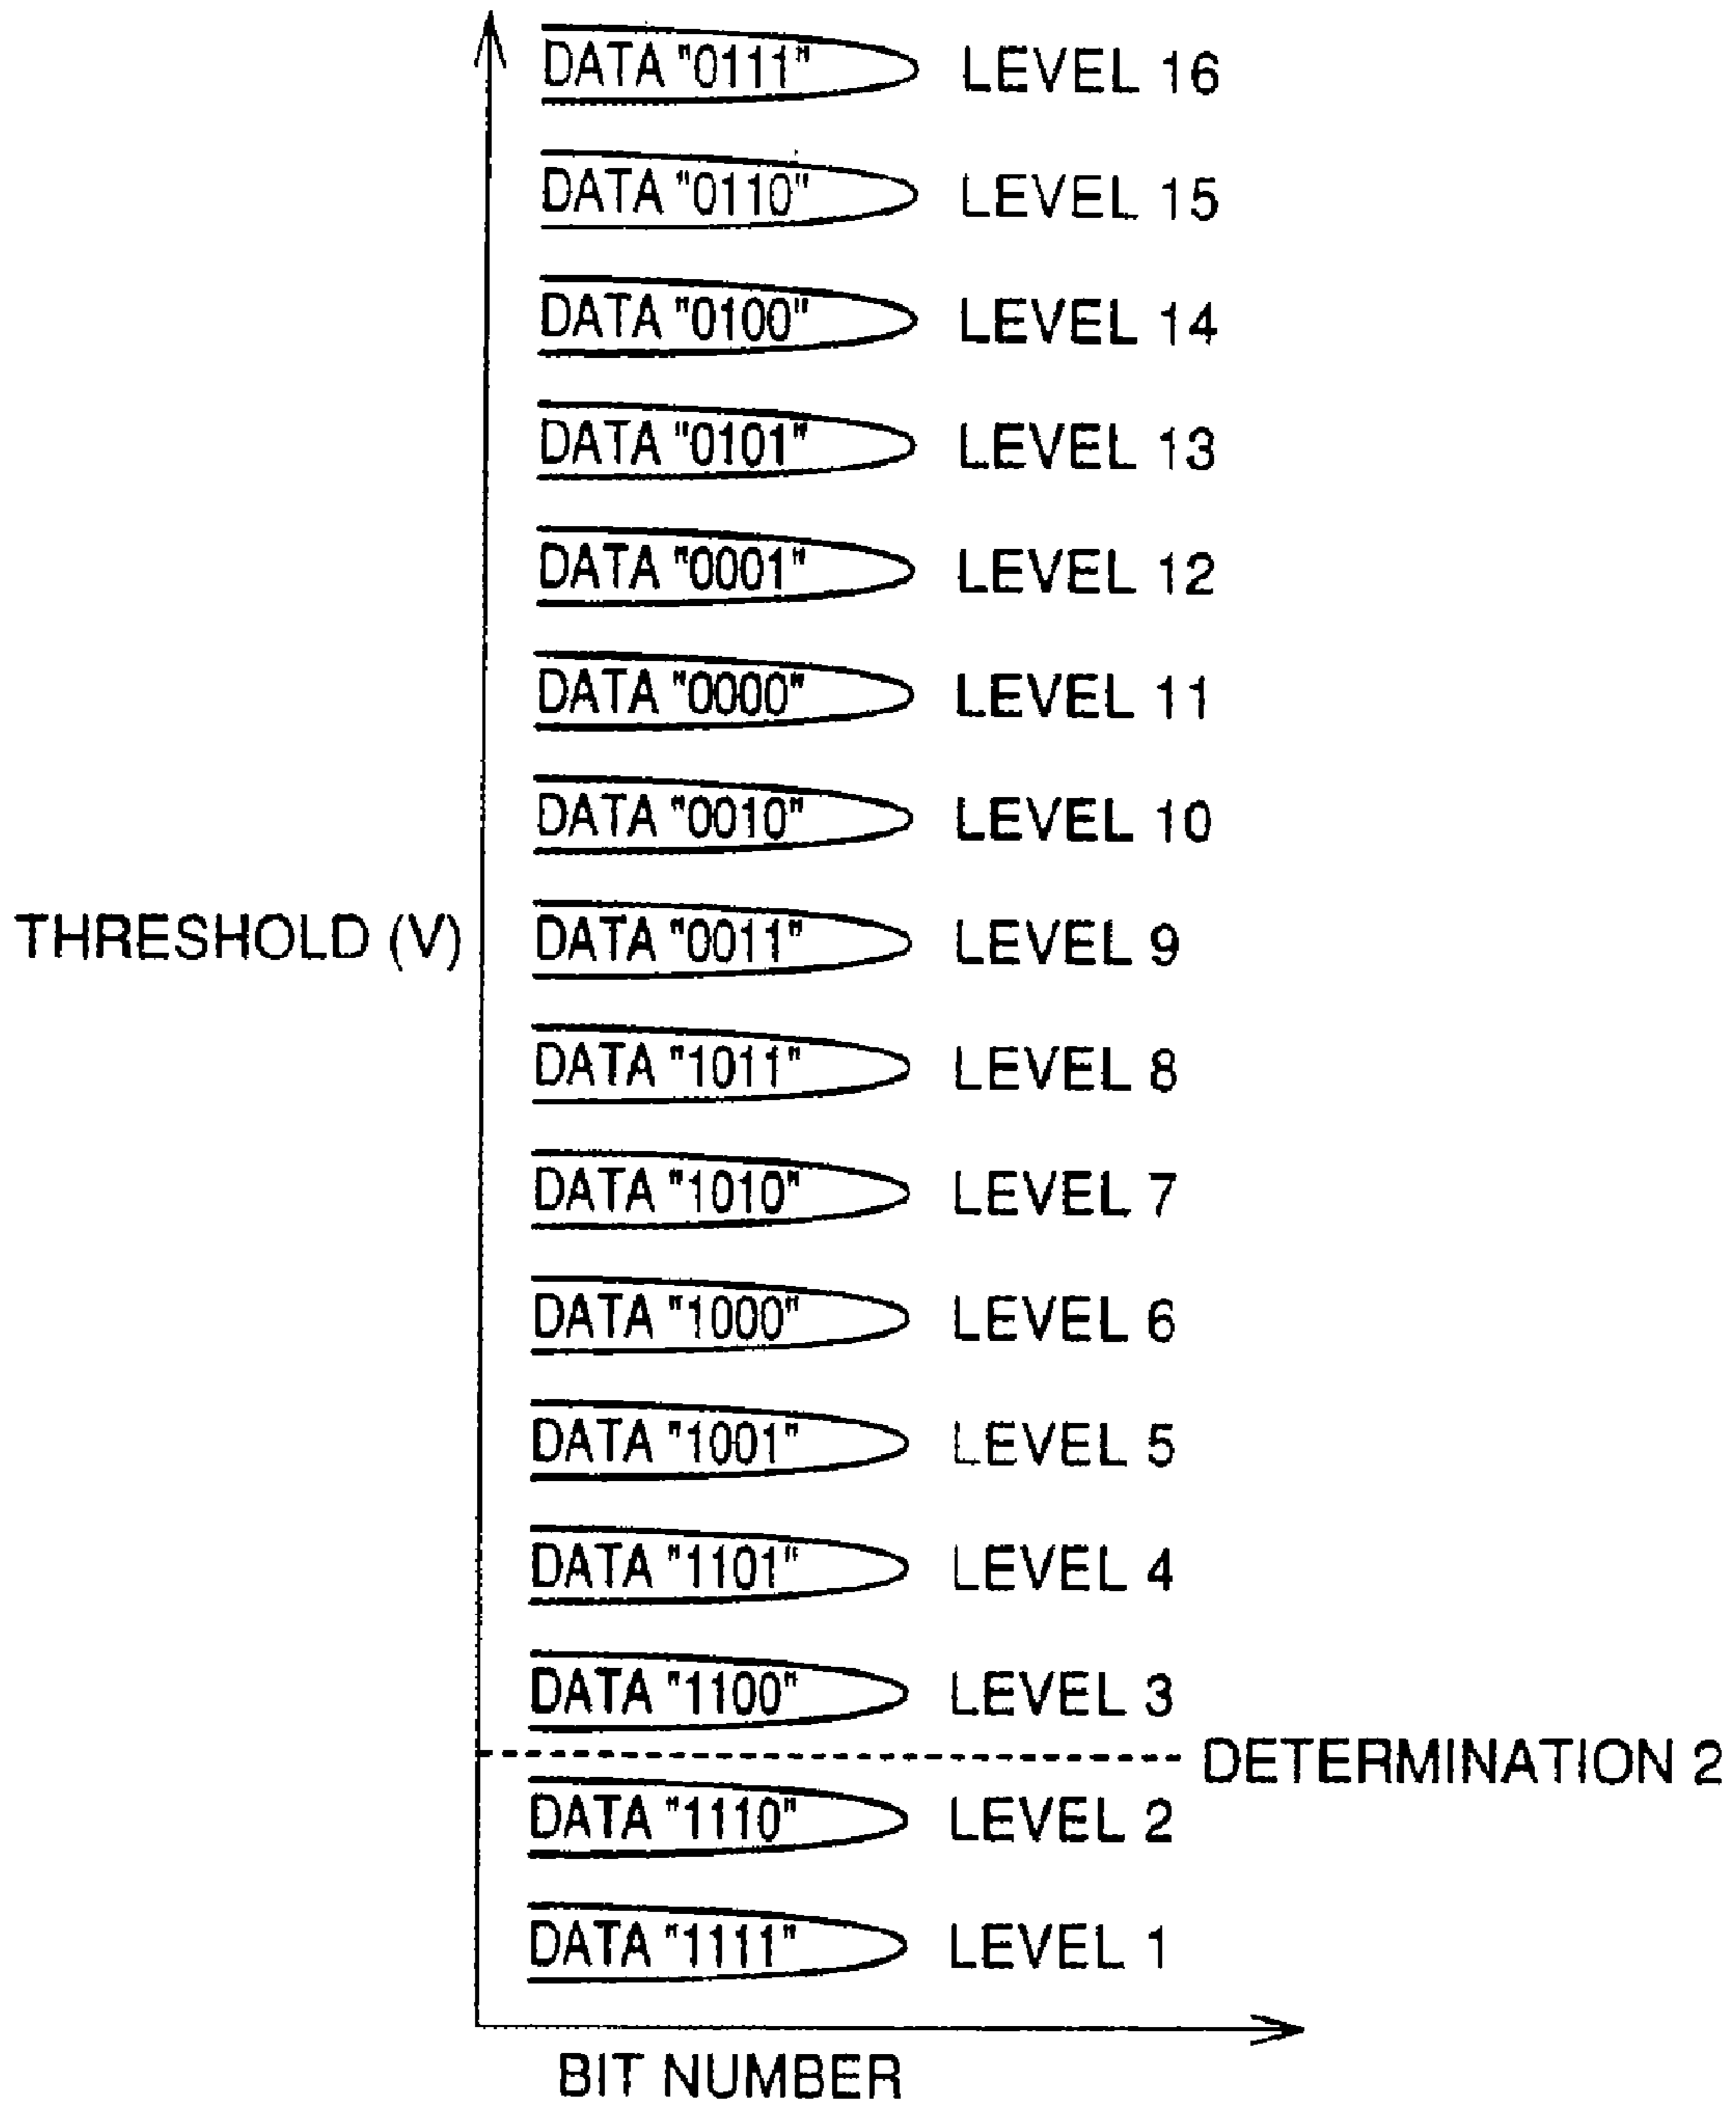 DATA "0111" LEVEL 16
DATA "0110" LEVEL 15
DATA "0100" LEVEL 14
DATA "0101" LEVEL 13
DATA "0001" LEVEL 12
DATA "0000" LEVEL 11
DATA "0010" LEVEL 10
THRESHOLD (V) DATA "0011" LEVEL 9
DATA "1011" LEVEL 8
DATA "1010" LEVEL 7
DATA "1000" LEVEL 6
DATA "1001" LEVEL 5
DATA "1101" LEVEL 4
DATA "1100" LEVEL 3
DETERMINATION 2
DATA "1110" LEVEL 2
DATA "1111" LEVEL 1
BIT NUMBER